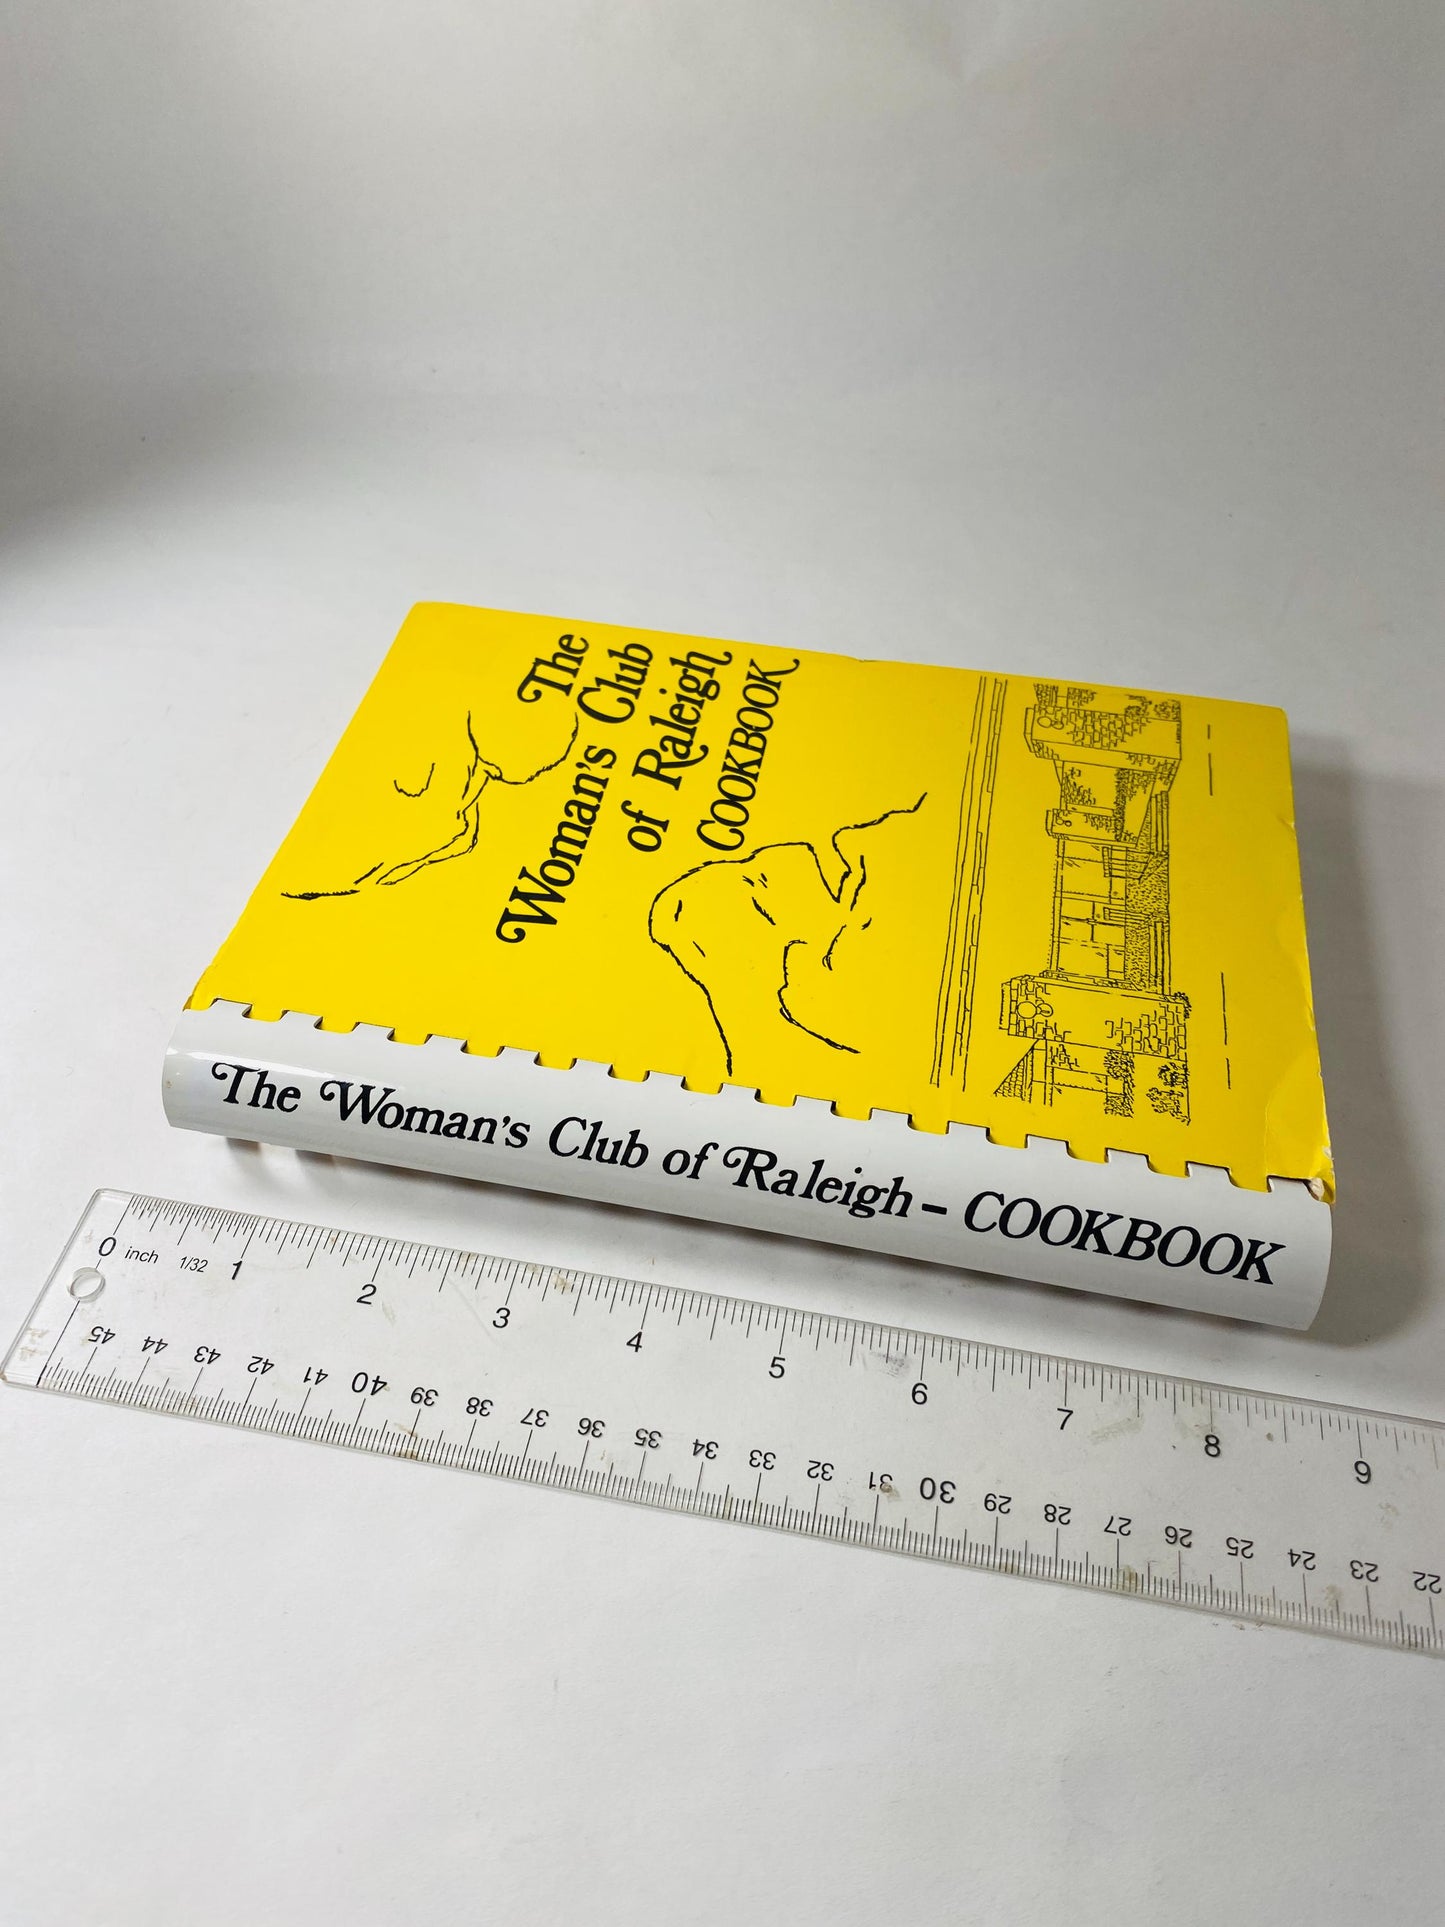 The
Woman's Club
of Raleigh
COOKBOOK
The Woman's Club of Raleigh – COOKBOOK
0 inch 1/32 1 2 3 4 5 6 7 8 9
45 44 43 42 41 40 39 38 37 36 35 34 33 32 31 30 29 28 27 26 25 24 23 22